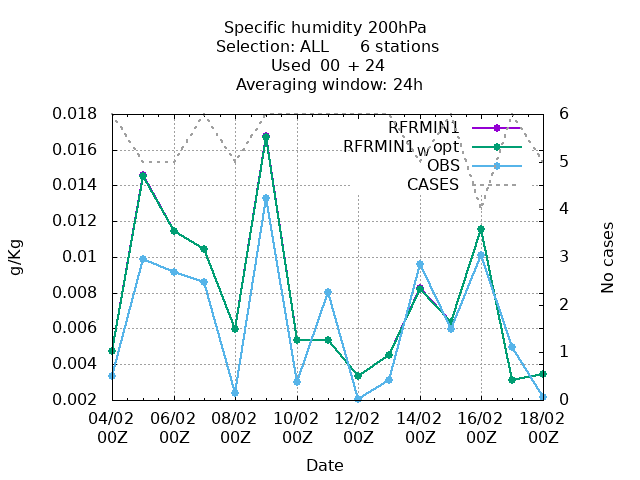 Specific humidity 200hPa
Selection: ALL 6 stations
Used 00 + 24
Averaging window: 24h
0.018
0.016
0.014
0.012
0.01
0.008
0.006
0.004
0.002
g/Kg
6
5
4
3
2
1
0
No cases
RFRMIN1
RFRMIN1_w opt
OBS
CASES
04/02 06/02 08/02 10/02 12/02 14/02 16/02 18/02
00Z 00Z 00Z 00Z 00Z 00Z 00Z 00Z
Date